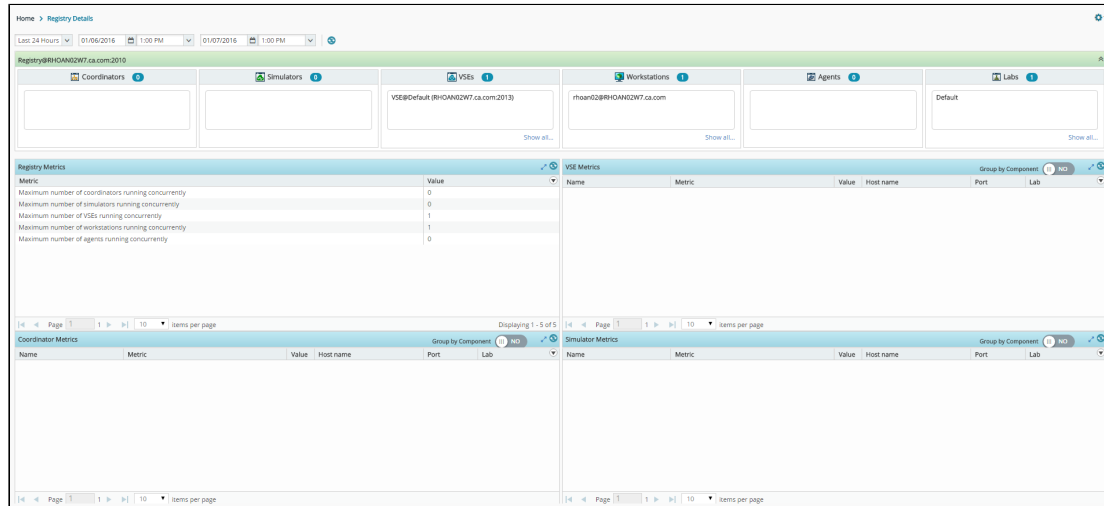 Home > Registry Details
Last 24 Hours 01/06/2016 1:00 PM 01/07/2016 1:00 PM
Registry@RHOAN02W7.ca.com:2010
Coordinators 0 Simulators 0 VSEs 1 Workstations 1 Agents 0 Labs 1
VSE@Default (RHOAN02W7.ca.com:2013) rhoan02@RHOAN02W7.ca.com Default
Show all... Show all... Show all...
Registry Metrics
Metric Value
Maximum number of coordinators running concurrently 0
Maximum number of simulators running concurrently 0
Maximum number of VSEs running concurrently 1
Maximum number of workstations running concurrently 1
Maximum number of agents running concurrently 0
Page 1 1 10 items per page Displaying 1 - 5 of 5
VSE Metrics Group by Component NO
Name Metric Value Host name Port Lab
Page 1 1 10 items per page
Coordinator Metrics Group by Component NO
Name Metric Value Host name Port Lab
Page 1 1 10 items per page
Simulator Metrics Group by Component NO
Name Metric Value Host name Port Lab
Page 1 1 10 items per page